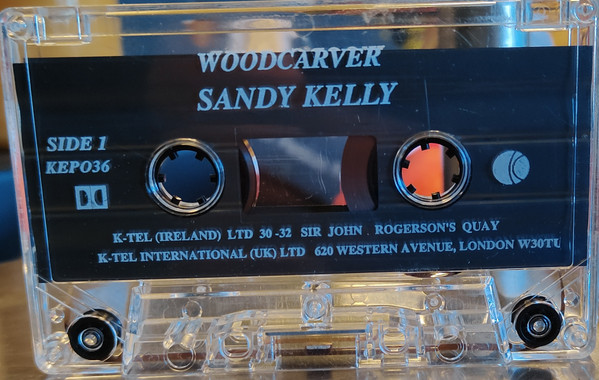 WOODCARVER
SANDY KELLY
SIDE 1
KEPO36
K-TEL (IRELAND) LTD 30-32 SIR JOHN ROGERSON'S QUAY
K-TEL INTERNATIONAL (UK) LTD 620 WESTERN AVENUE, LONDON W30TU